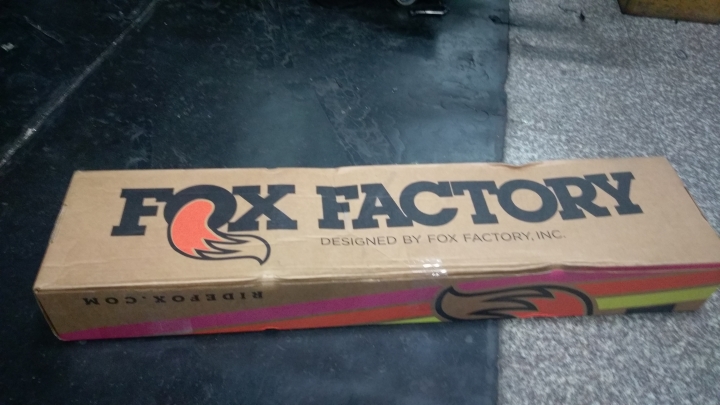 FOX FACTORY
DESIGNED BY FOX FACTORY, INC.
RIDEFOX.COM